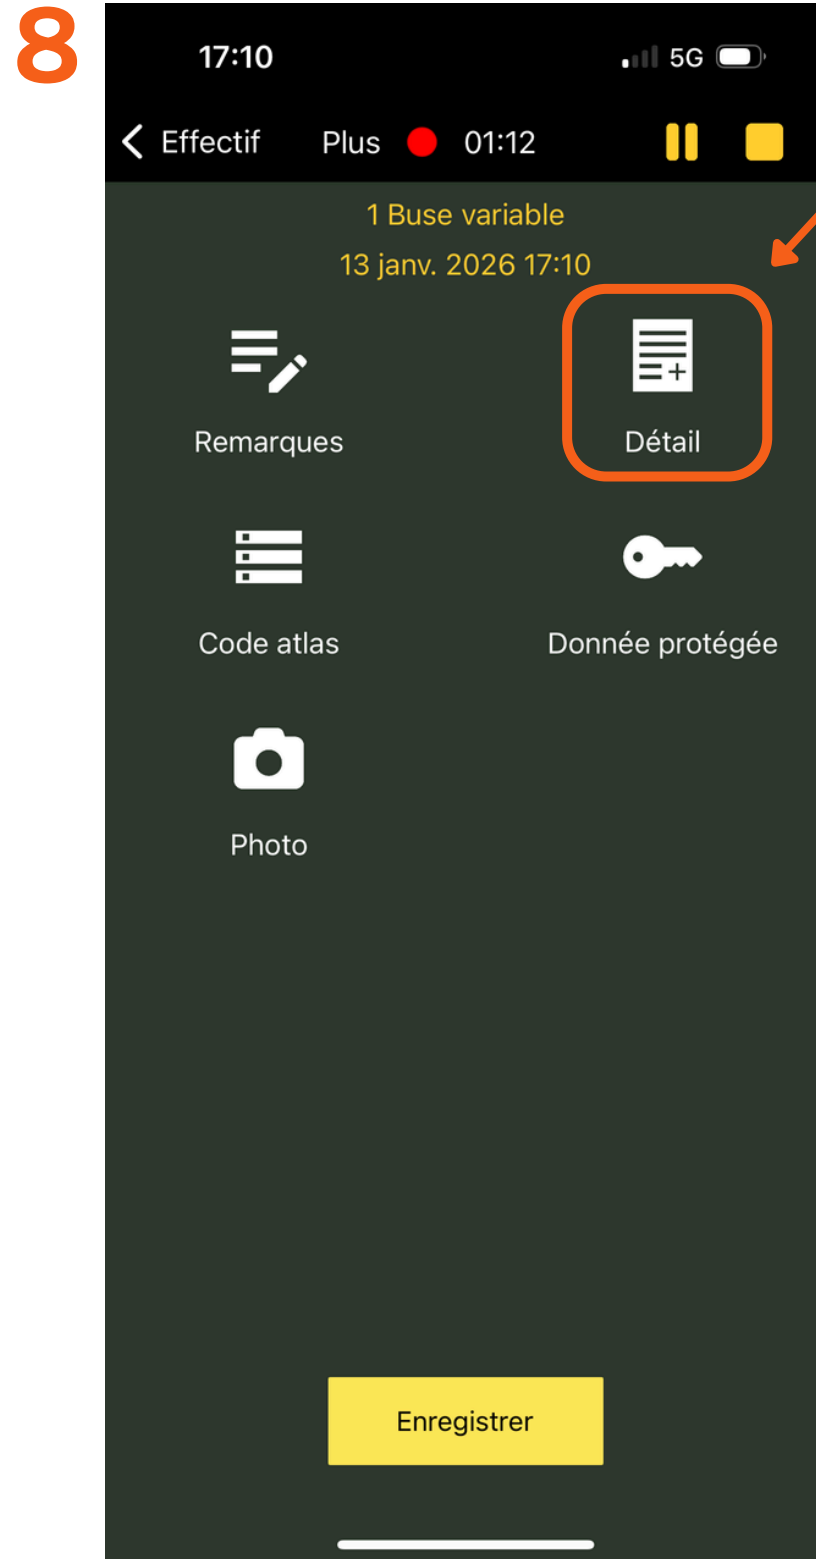 8
17:10 5G
Effectif Plus 01:12
1 Buse variable
13 janv. 2026 17:10
Remarques Détail
Code atlas Donnée protégée
Photo
Enregistrer